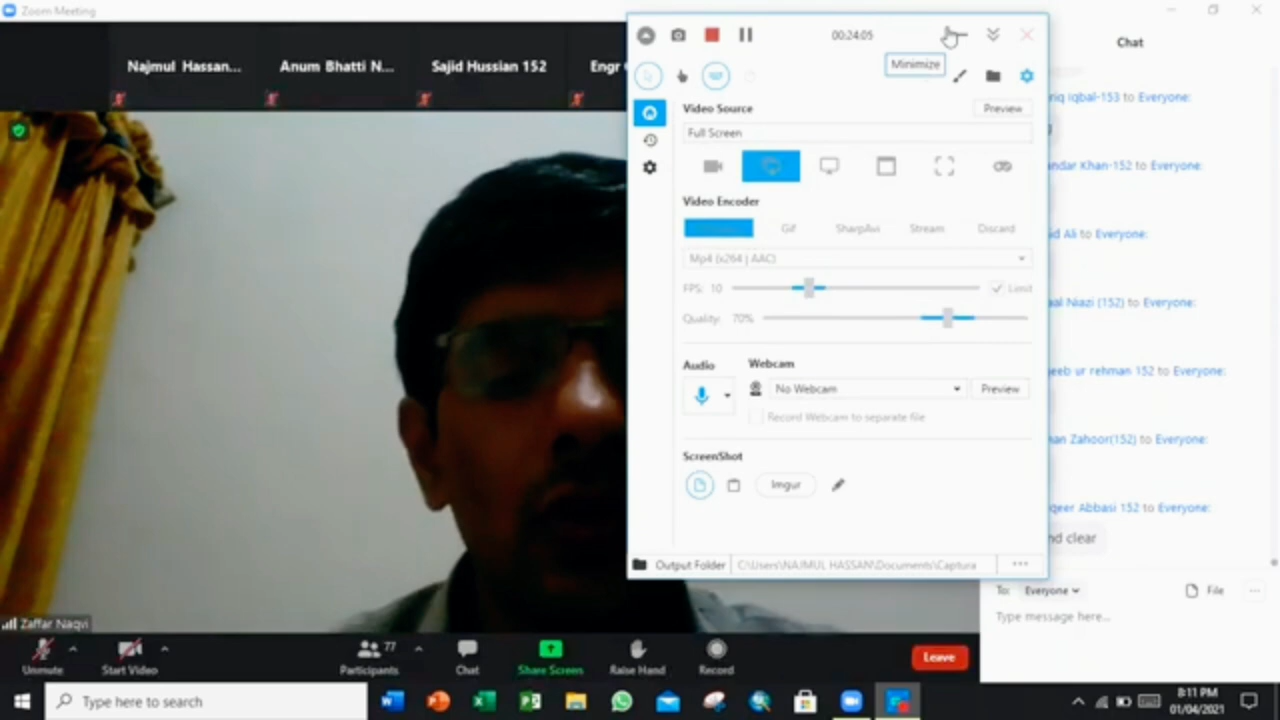 Zoom Meeting
Najmul Hassan...
Anum Bhatti N...
Sajid Hussian 152
Engr
00:24:05
Minimize
Video Source
Preview
Full Screen
Video Encoder
Gif
SharpAvi
Stream
Discard
Mp4 (x264 | AAC)
FPS: 10
Limit
Quality: 70%
Audio
Webcam
No Webcam
Preview
Record Webcam to separate file
ScreenShot
Imgur
Output Folder
C:\Users\NAJMUL HASSAN\Documents\Captura
...
Chat
riq Iqbal-153 to Everyone:
andar Khan-152 to Everyone:
id Ali to Everyone:
Niazi (152) to Everyone:
jeeb ur rehman 152 to Everyone:
Zahoor(152) to Everyone:
qeer Abbasi 152 to Everyone:
nd clear
To: Everyone
File
...
Type message here...
Zaffar Naqvi
Unmute
Start Video
Participants
77
Chat
Share Screen
Raise Hand
Record
Leave
Type here to search
8:11 PM
01/04/2021